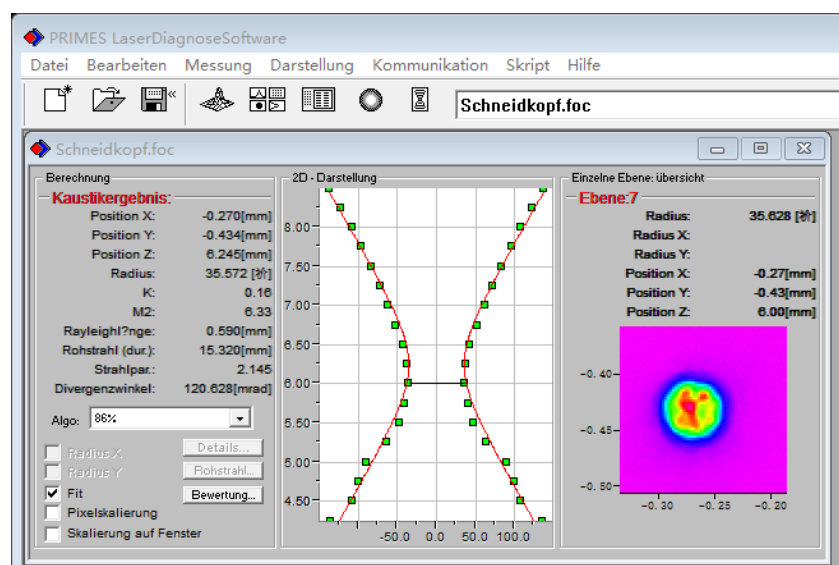 PRIMES LaserDiagnoseSoftware
Datei Bearbeiten Messung Darstellung Kommunikation Skript Hilfe
Schneidkopf.foc
Schneidkopf.foc
Berechnung
Kaustikergebnis:
Position X: -0.270[mm]
Position Y: -0.434[mm]
Position Z: 6.245[mm]
Radius: 35.572 [祄]
K: 0.16
M2: 6.33
Rayleighl?nge: 0.590[mm]
Rohstrahl (dur.): 15.320[mm]
Strahlpar.: 2.145
Divergenzwinkel: 120.628[mrad]
Algo: 86%
Radius X Details...
Radius Y Rohstrahl...
Fit Bewertung...
Pixelskalierung
Skalierung auf Fenster
2D - Darstellung
8.00
7.50
7.00
6.50
6.00
5.50
5.00
4.50
-50.0 0.0 50.0 100.0
Einzelne Ebene: übersicht
Ebene:7
Radius: 35.628 [祄]
Radius X:
Radius Y:
Position X: -0.27[mm]
Position Y: -0.43[mm]
Position Z: 6.00[mm]
-0.40
-0.45
-0.50
-0.30 -0.25 -0.20